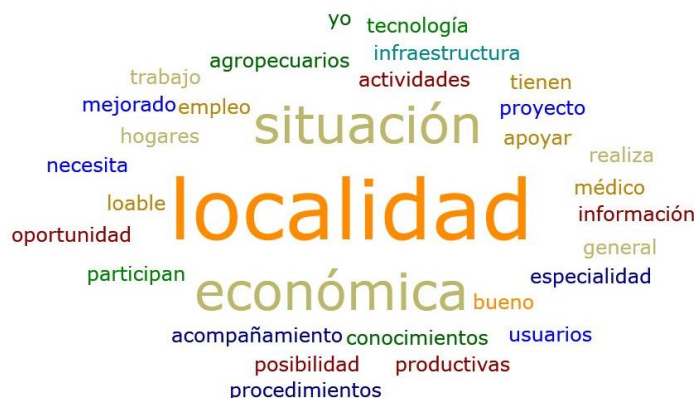 yo
tecnología
agropecuarios infraestructura
trabajo actividades tienen
mejorado empleo situación proyecto
hogares apoyar
necesita realiza
loable localidad médico
oportunidad información
participan general
económica especialidad
bueno
acompañamiento conocimientos usuarios
posibilidad productivas
procedimientos